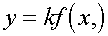 y = kf(x,)